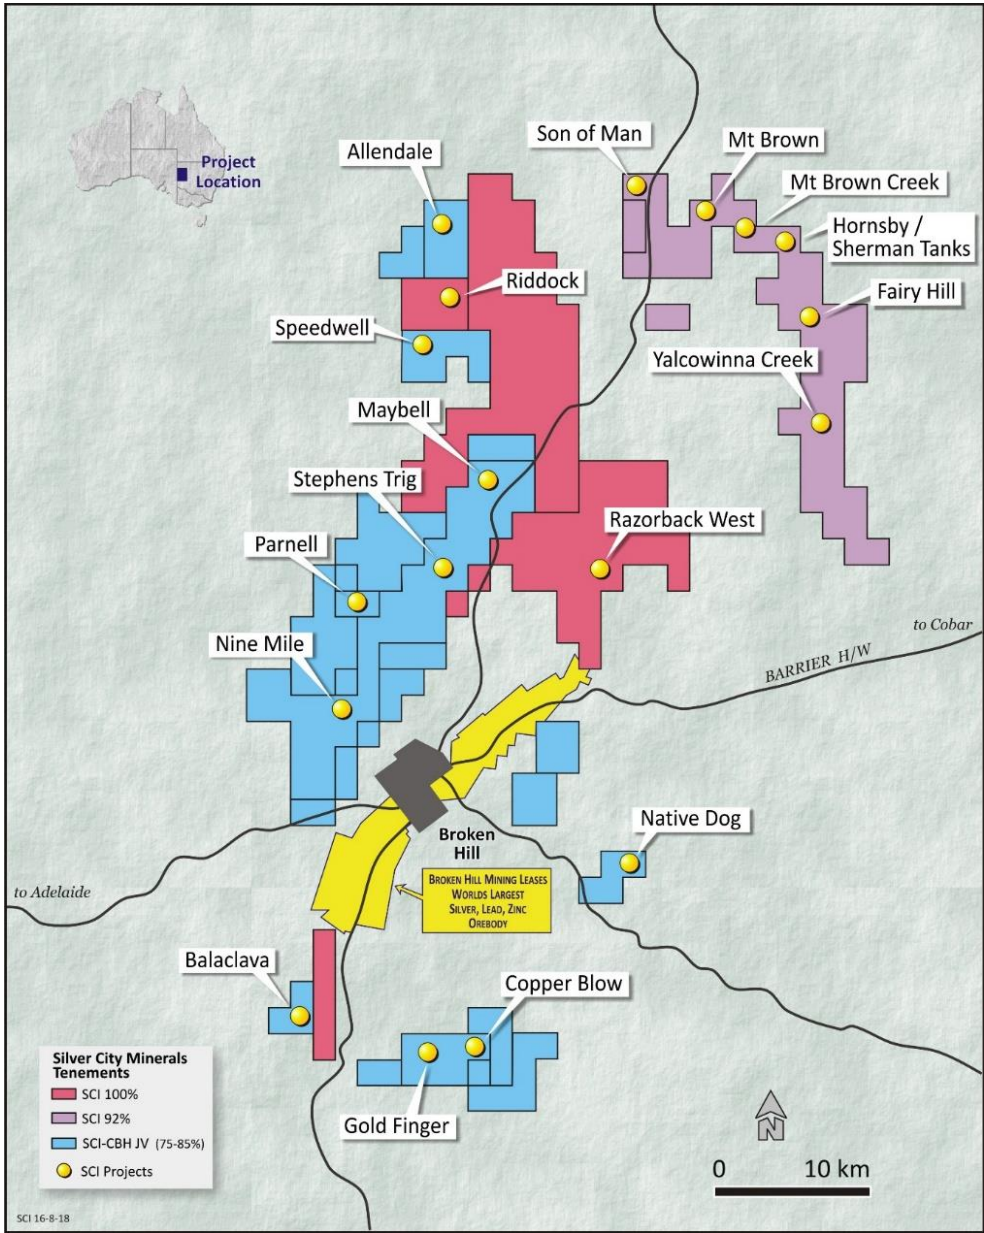 Project
Location
Allendale
Son of Man
Mt Brown
Mt Brown Creek
Hornsby /
Sherman Tanks
Riddock
Fairy Hill
Speedwell
Yalcowinna Creek
Maybell
Stephens Trig
Razorback West
Parnell
Nine Mile
to Cobar
BARRIER H/W
Native Dog
Broken
Hill
to Adelaide
BROKEN HILL MINING LEASES
WORLDS LARGEST
SILVER, LEAD, ZINC
OREBODY
Balaclava
Copper Blow
Gold Finger
Silver City Minerals
Tenements
SCI 100%
SCI 92%
SCI-CBH JV (75-85%)
SCI Projects
N
0 10 km
SCI 16-8-18